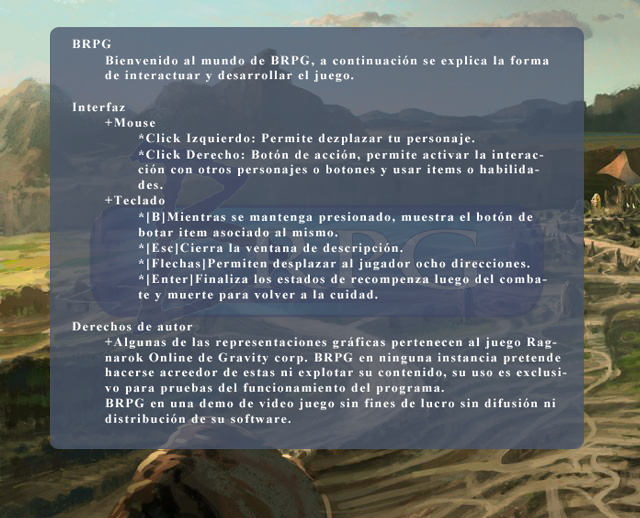 BRPG
Bienvenido al mundo de BRPG, a continuación se explica la forma
de interactuar y desarrollar el juego.
Interfaz
+Mouse
*Click Izquierdo: Permite dezplazar tu personaje.
*Click Derecho: Botón de acción, permite activar la interac-
ción con otros personajes o botones y usar items o habilida-
des.
+Teclado
*[B]Mientras se mantenga presionado, muestra el botón de
botar item asociado al mismo.
*[Esc]Cierra la ventana de descripción.
*[Flechas]Permiten desplazar al jugador ocho direcciones.
*[Enter]Finaliza los estados de recompenza luego del comba-
te y muerte para volver a la cuidad.
Derechos de autor
+Algunas de las representaciones gráficas pertenecen al juego Rag-
narok Online de Gravity corp. BRPG en ninguna instancia pretende
hacerse acreedor de estas ni explotar su contenido, su uso es exclusi-
vo para pruebas del funcionamiento del programa.
BRPG en una demo de video juego sin fines de lucro sin difusión ni
distribución de su software.
BRPG